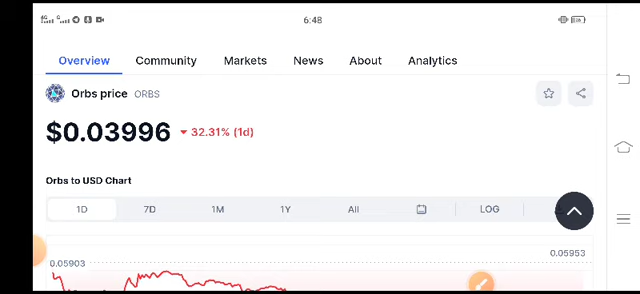 6:48
Overview Community Markets News About Analytics
Orbs price ORBS
$0.03996 32.31% (1d)
Orbs to USD Chart
1D 7D 1M 1Y All LOG
0.05953
0.05903